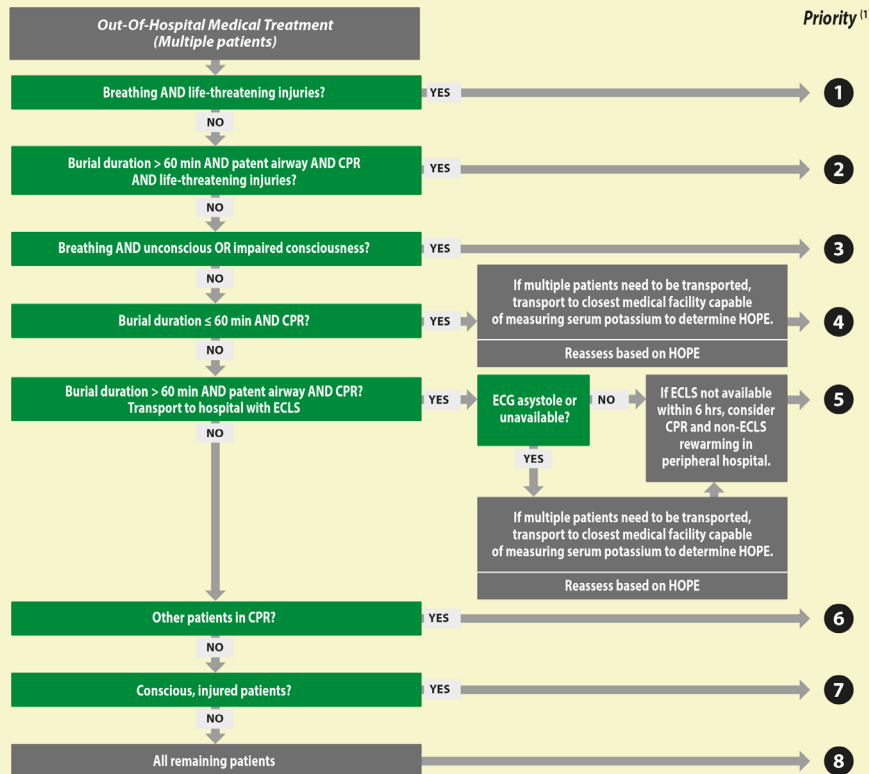 Out-Of-Hospital Medical Treatment
(Multiple patients)
Priority (1
Breathing AND life-threatening injuries?
YES
1
NO
Burial duration > 60 min AND patent airway AND CPR
AND life-threatening injuries?
YES
2
NO
Breathing AND unconscious OR impaired consciousness?
YES
3
NO
If multiple patients need to be transported,
transport to closest medical facility capable
of measuring serum potassium to determine HOPE.
Reassess based on HOPE
Burial duration ≤ 60 min AND CPR?
YES
4
NO
Burial duration > 60 min AND patent airway AND CPR?
Transport to hospital with ECLS
YES
ECG asystole or
unavailable?
NO
If ECLS not available
within 6 hrs, consider
CPR and non-ECLS
rewarming in
peripheral hospital.
5
NO
YES
If multiple patients need to be transported,
transport to closest medical facility capable
of measuring serum potassium to determine HOPE.
Reassess based on HOPE
Other patients in CPR?
YES
6
NO
Conscious, injured patients?
YES
7
NO
All remaining patients
8